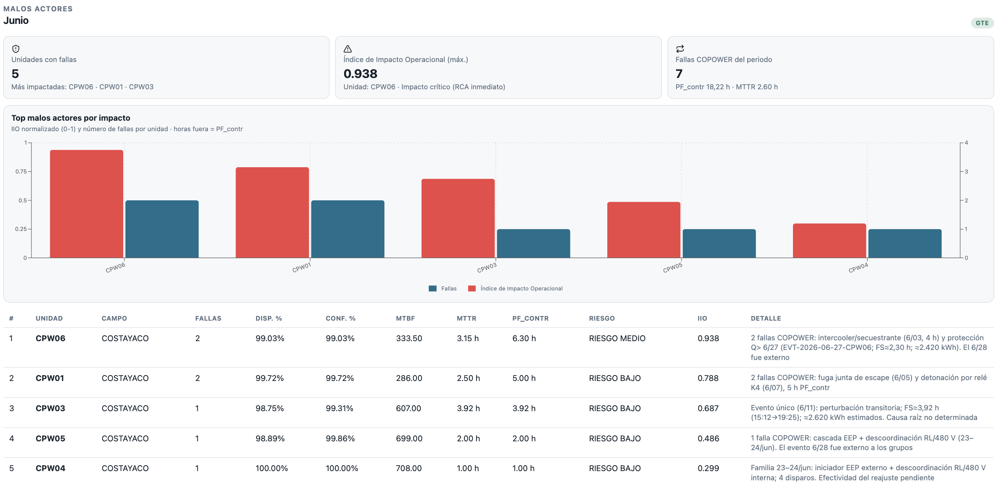 MALOS ACTORES
Junio
GTE
Unidades con fallas
5
Más impactadas: CPW06 · CPW01 · CPW03
Índice de Impacto Operacional (máx.)
0.938
Unidad: CPW06 · Impacto crítico (RCA inmediato)
Fallas COPOWER del periodo
7
PF_contr 18,22 h · MTTR 2.60 h
Top malos actores por impacto
IIO normalizado (0-1) y número de fallas por unidad · horas fuera = PF_contr
1
0.75
0.5
0.25
0
4
3
2
1
0
CPW06
CPW01
CPW03
CPW05
CPW04
Fallas
Índice de Impacto Operacional
# UNIDAD CAMPO FALLAS DISP. % CONF. % MTBF MTTR PF_CONTR RIESGO IIO DETALLE
1 CPW06 COSTAYACO 2 99.03% 99.03% 333.50 3.15 h 6.30 h RIESGO MEDIO 0.938 2 fallas COPOWER: intercooler/secuestrante (6/03, 4 h) y protección
Q> 6/27 (EVT-2026-06-27-CPW06; FS≈2,30 h; ≈2.420 kWh). El 6/28
fue externo
2 CPW01 COSTAYACO 2 99.72% 99.72% 286.00 2.50 h 5.00 h RIESGO BAJO 0.788 2 fallas COPOWER: fuga junta de escape (6/05) y detonación por relé
K4 (6/07), 5 h PF_contr
3 CPW03 COSTAYACO 1 98.75% 99.31% 607.00 3.92 h 3.92 h RIESGO BAJO 0.687 Evento único (6/11): perturbación transitoria; FS≈3,92 h
(15:12→19:25); ≈2.620 kWh estimados. Causa raíz no determinada
4 CPW05 COSTAYACO 1 98.89% 99.86% 699.00 2.00 h 2.00 h RIESGO BAJO 0.486 1 falla COPOWER: cascada EEP + descoordinación RL/480 V (23–
24/jun). El evento 6/28 fue externo a los grupos
5 CPW04 COSTAYACO 1 100.00% 100.00% 708.00 1.00 h 1.00 h RIESGO BAJO 0.299 Familia 23–24/jun: iniciador EEP externo + descoordinación RL/480 V
interna; 4 disparos. Efectividad del reajuste pendiente